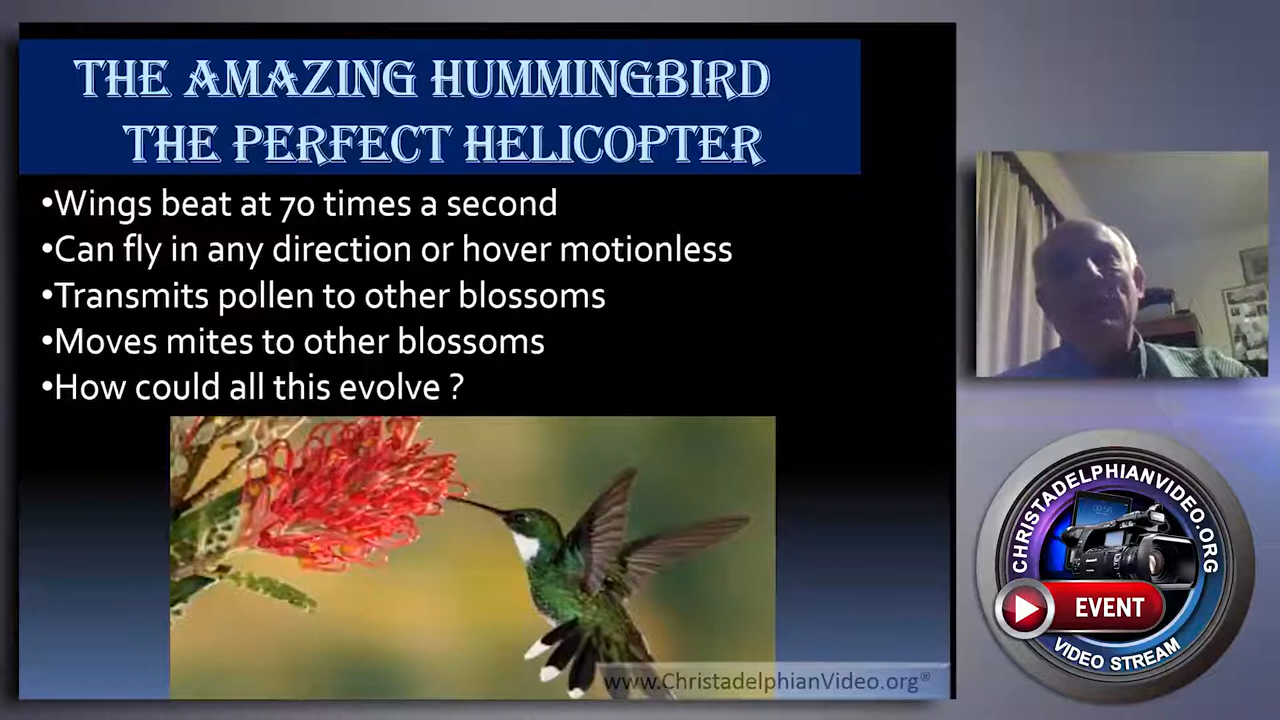 THE AMAZING HUMMINGBIRD
THE PERFECT HELICOPTER
•Wings beat at 70 times a second
•Can fly in any direction or hover motionless
•Transmits pollen to other blossoms
•Moves mites to other blossoms
•How could all this evolve ?
www.ChristadelphianVideo.org®
CHRISTADELPHIANVIDEO.ORG
EVENT
VIDEO STREAM